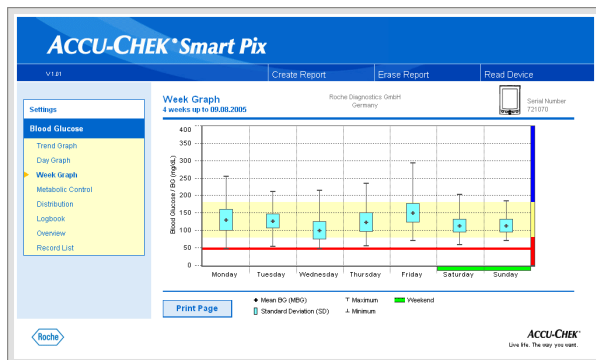 ACCU-CHEK® Smart Pix
V 1.01
Create Report
Erase Report
Read Device
Settings
Blood Glucose
Trend Graph
Day Graph
Week Graph
Metabolic Control
Distribution
Logbook
Overview
Record List
Week Graph
4 weeks up to 09.08.2005
Roche Diagnostics GmbH
Germany
Serial Number
721070
Blood Glucose / BG (mg/dL)
400
350
300
250
200
150
100
50
0
Monday
Tuesday
Wednesday
Thursday
Friday
Saturday
Sunday
Print Page
Mean BG (MBG)
Maximum
Weekend
Standard Deviation (SD)
Minimum
Roche
ACCU-CHEK®
Live life. The way you want.